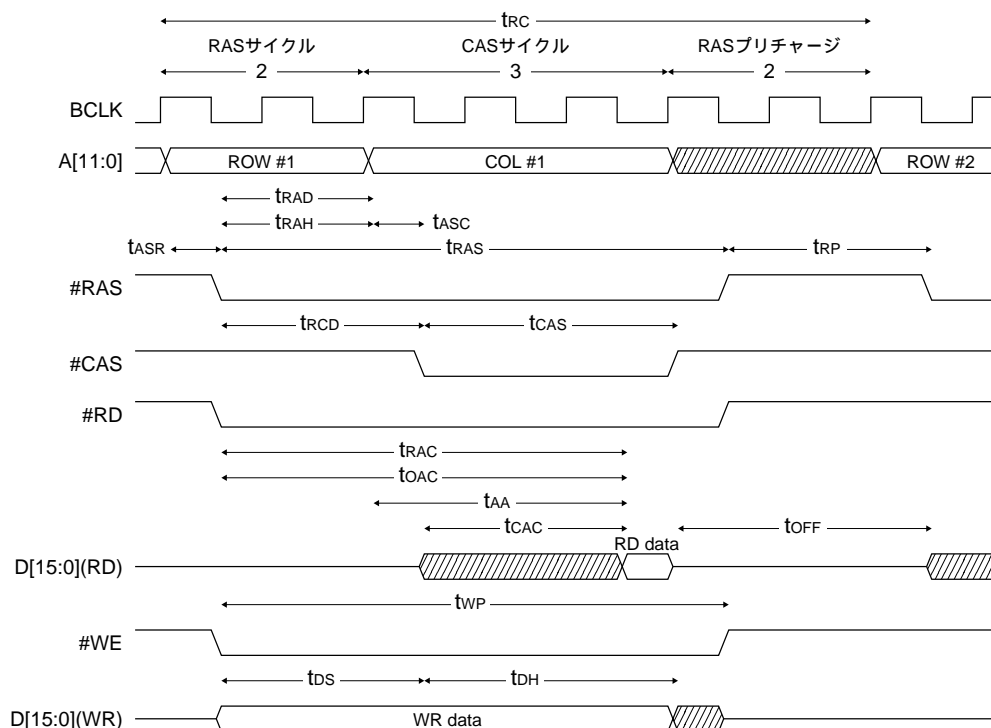 tRC
RASサイクル CASサイクル RASプリチャージ
2 3 2
BCLK
A[11:0] ROW #1 COL #1 ROW #2
tRAD
tRAH tASC
tASR tRAS tRP
#RAS
tRCD tCAS
#CAS
#RD
tRAC
tOAC
tAA
tCAC tOFF
RD data
D[15:0](RD)
tWP
#WE
tDS tDH
D[15:0](WR) WR data